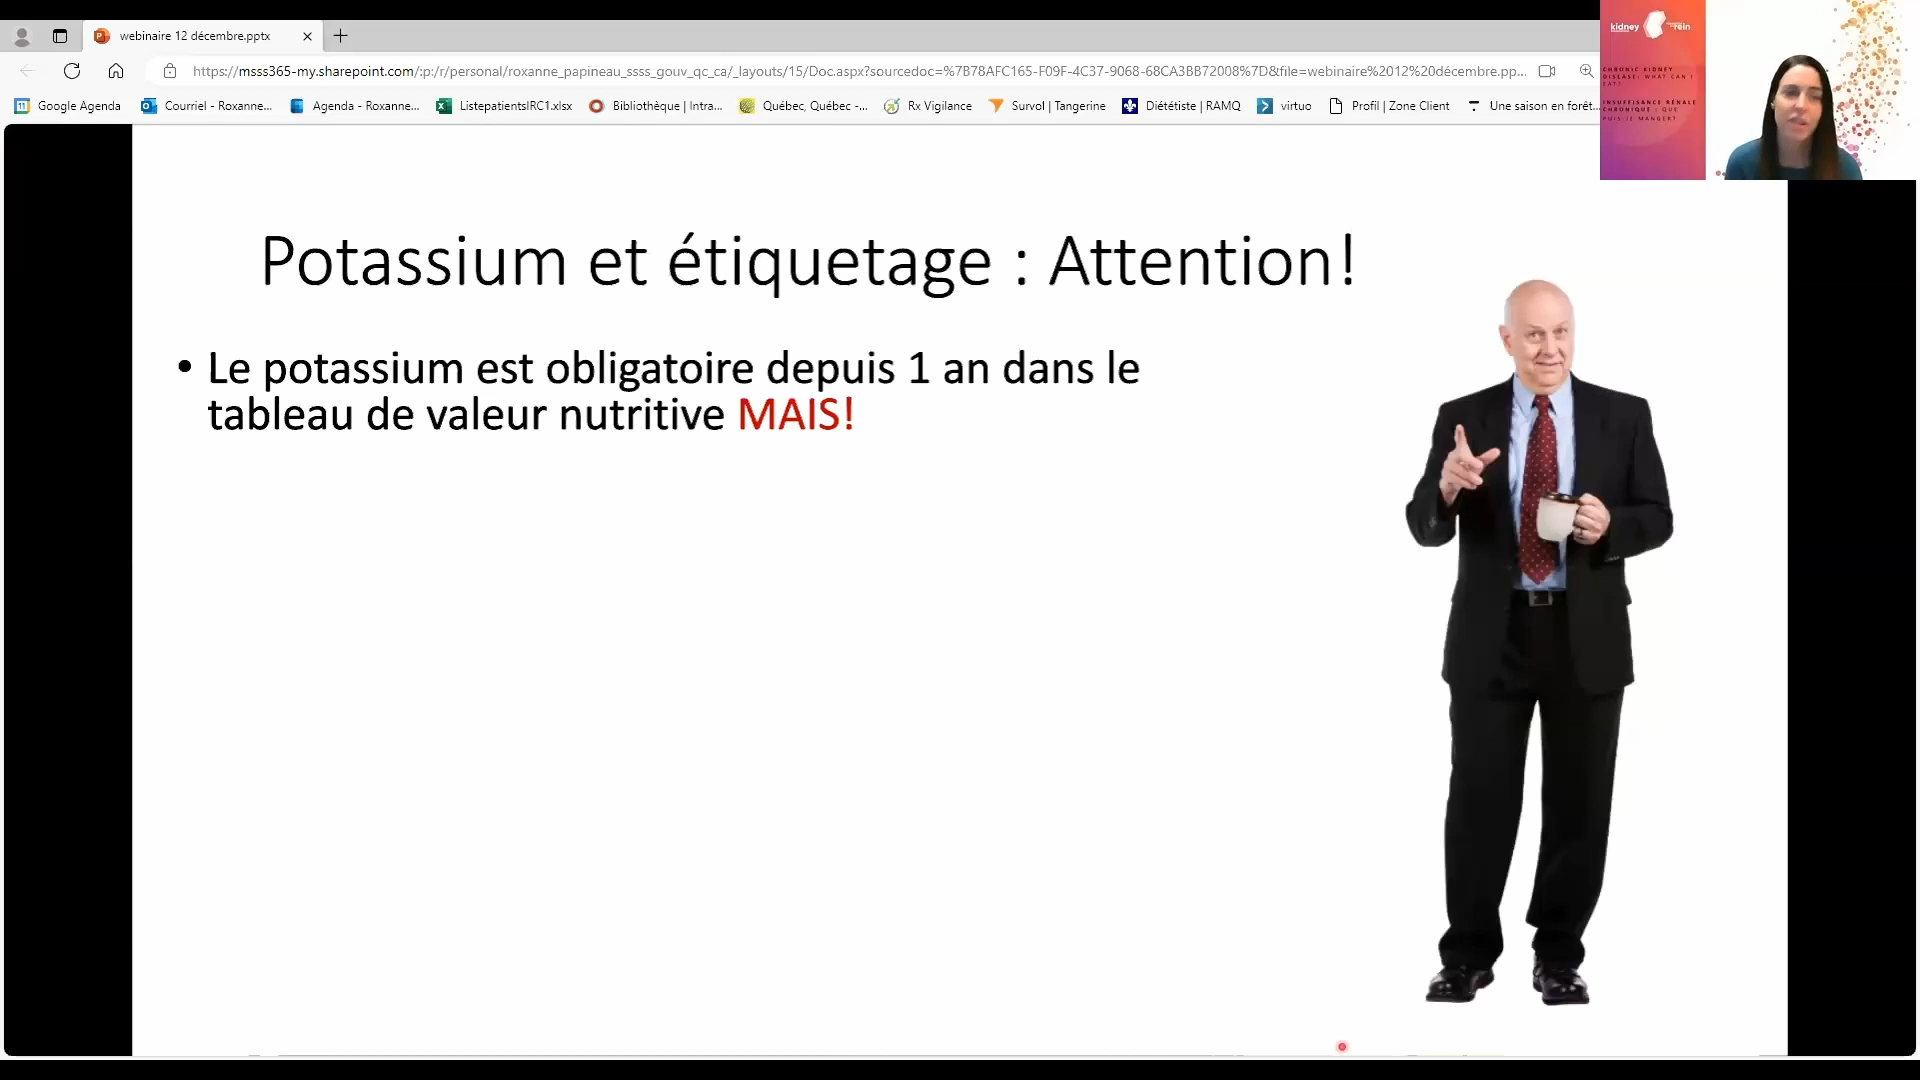 webinaire 12 décembre.pptx
https://msss365-my.sharepoint.com/:p:/r/personal/roxanne_papineau_ssss_gouv_qc_ca/_layouts/15/Doc.aspx?sourcedoc=%7B78AFC165-F09F-4C37-9068-68CA3BB72008%7D&file=webinaire%2012%20décembre.pp...
Google Agenda
Courriel - Roxanne...
Agenda - Roxanne...
ListepatientsIRC1.xlsx
Bibliothèque | Intra...
Québec, Québec -...
Rx Vigilance
Survol | Tangerine
Diététiste | RAMQ
virtuo
Profil | Zone Client
Une saison en forêt...
kidney
rein
CHRONIC KIDNEY
DISEASE: WHAT CAN I
EAT?
INSUFFISANCE RÉNALE
CHRONIQUE : QUE
PUIS-JE MANGER?
Potassium et étiquetage : Attention!
• Le potassium est obligatoire depuis 1 an dans le
tableau de valeur nutritive MAIS!